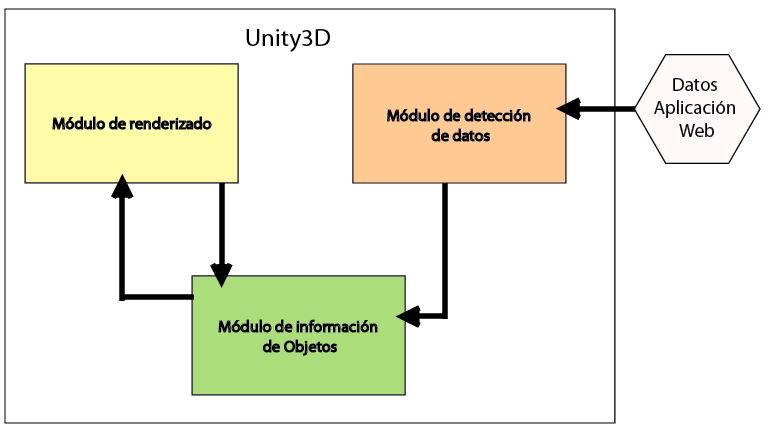 Unity3D
Módulo de renderizado
Módulo de detección
de datos
Datos
Aplicación
Web
Módulo de información
de Objetos